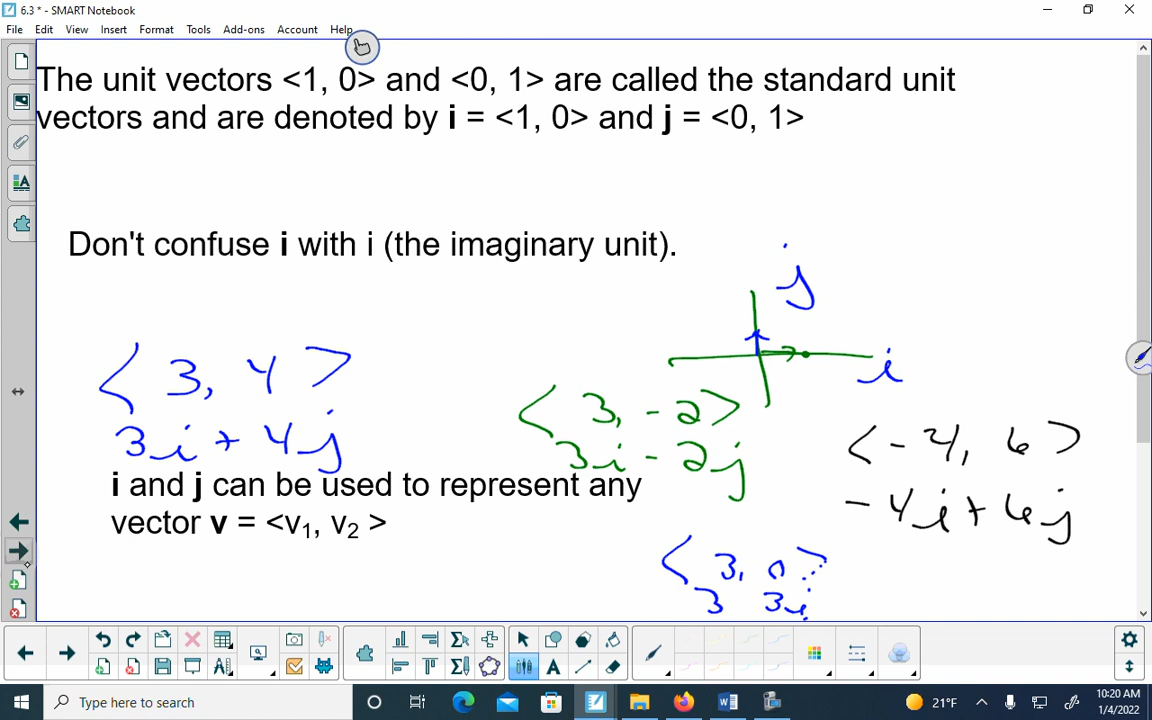 6.3 * - SMART Notebook
File Edit View Insert Format Tools Add-ons Account Help
The unit vectors <1, 0> and <0, 1> are called the standard unit
vectors and are denoted by i = <1, 0> and j = <0, 1>
Don't confuse i with i (the imaginary unit).
j
i
< 3, 4 >
3i + 4j
< 3, - 2 >
3i - 2j
< - 4, 6 >
- 4i + 6j
i and j can be used to represent any
vector v = <v₁, v₂ >
< 3, 0 >
3 3i
Type here to search
21°F
10:20 AM
1/4/2022